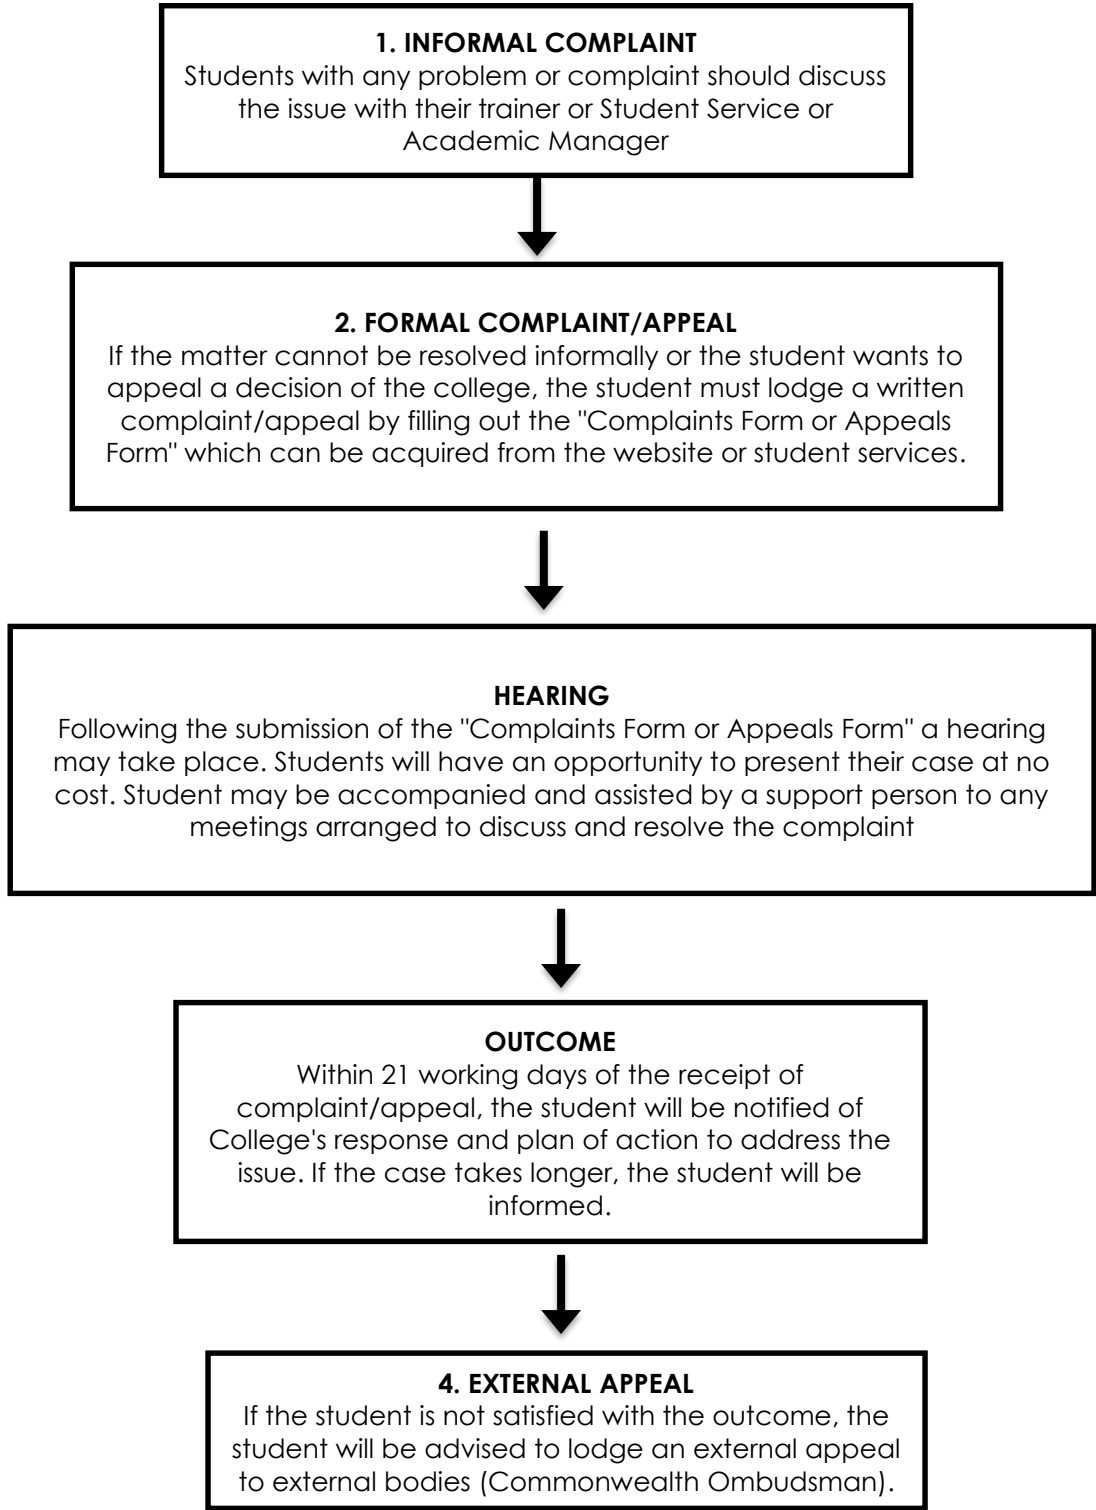 1. INFORMAL COMPLAINT
Students with any problem or complaint should discuss
the issue with their trainer or Student Service or
Academic Manager
2. FORMAL COMPLAINT/APPEAL
If the matter cannot be resolved informally or the student wants to
appeal a decision of the college, the student must lodge a written
complaint/appeal by filling out the "Complaints Form or Appeals
Form" which can be acquired from the website or student services.
HEARING
Following the submission of the "Complaints Form or Appeals Form" a hearing
may take place. Students will have an opportunity to present their case at no
cost. Student may be accompanied and assisted by a support person to any
meetings arranged to discuss and resolve the complaint
OUTCOME
Within 21 working days of the receipt of
complaint/appeal, the student will be notified of
College's response and plan of action to address the
issue. If the case takes longer, the student will be
informed.
4. EXTERNAL APPEAL
If the student is not satisfied with the outcome, the
student will be advised to lodge an external appeal
to external bodies (Commonwealth Ombudsman).